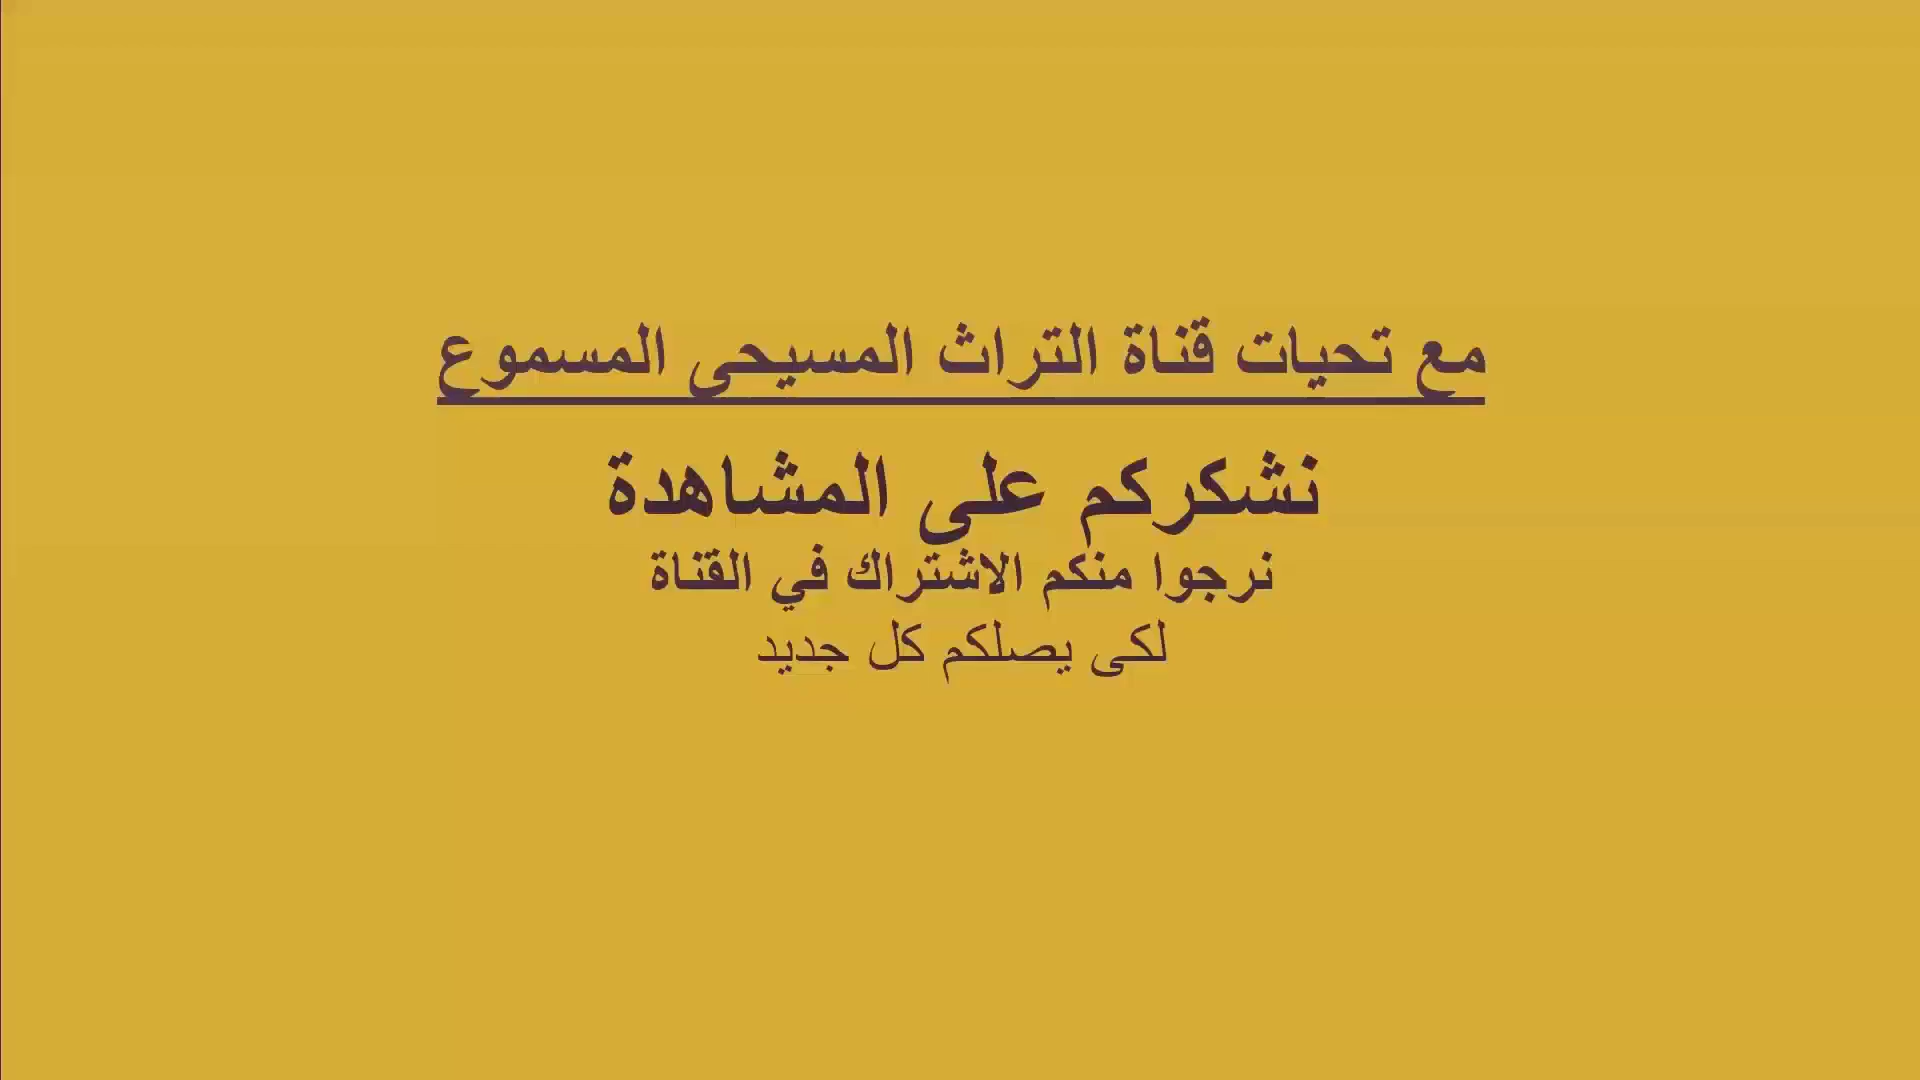 مع تحيات قناة التراث المسيحى المسموع
نشكركم على المشاهدة
نرجوا منكم الاشتراك في القناة
لكى يصلكم كل جديد